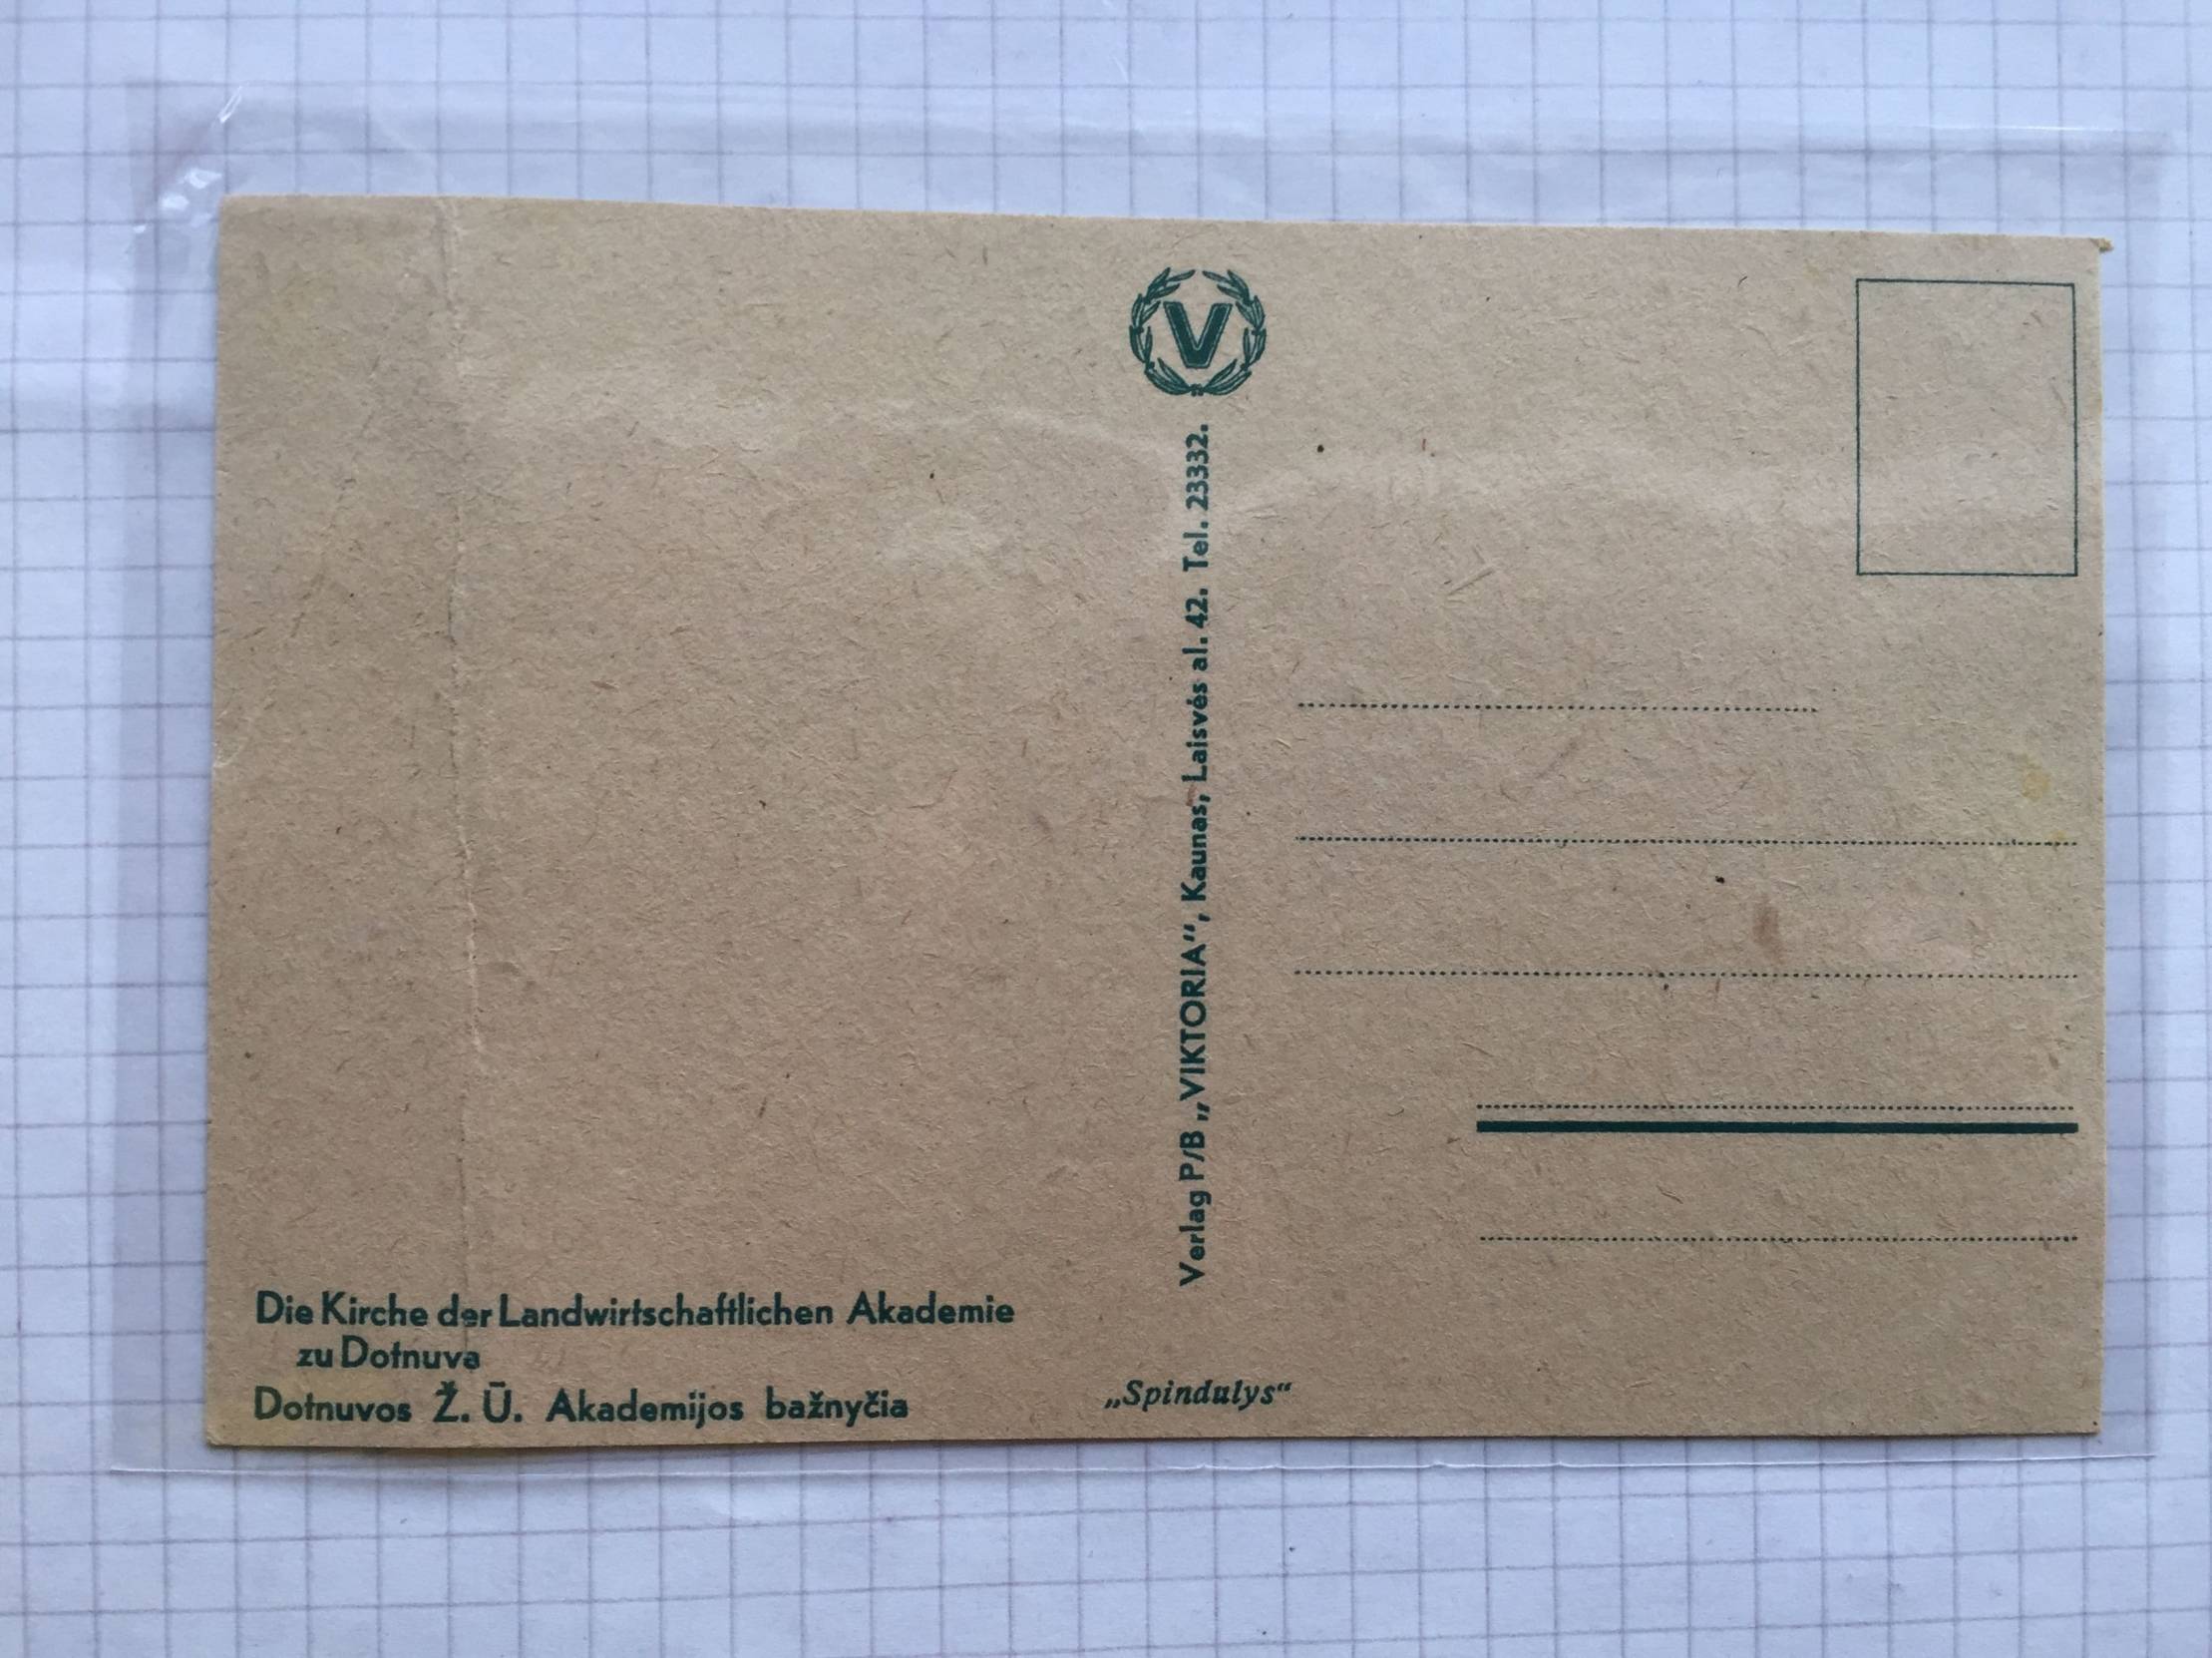 V
Verlag P/B „VIKTORIA“, Kaunas, Laisvės al. 42. Tel. 23332.
Die Kirche der Landwirtschaftlichen Akademie
zu Dotnuva
Dotnuvos Ž. Ū. Akademijos bažnyčia
„Spindulys“